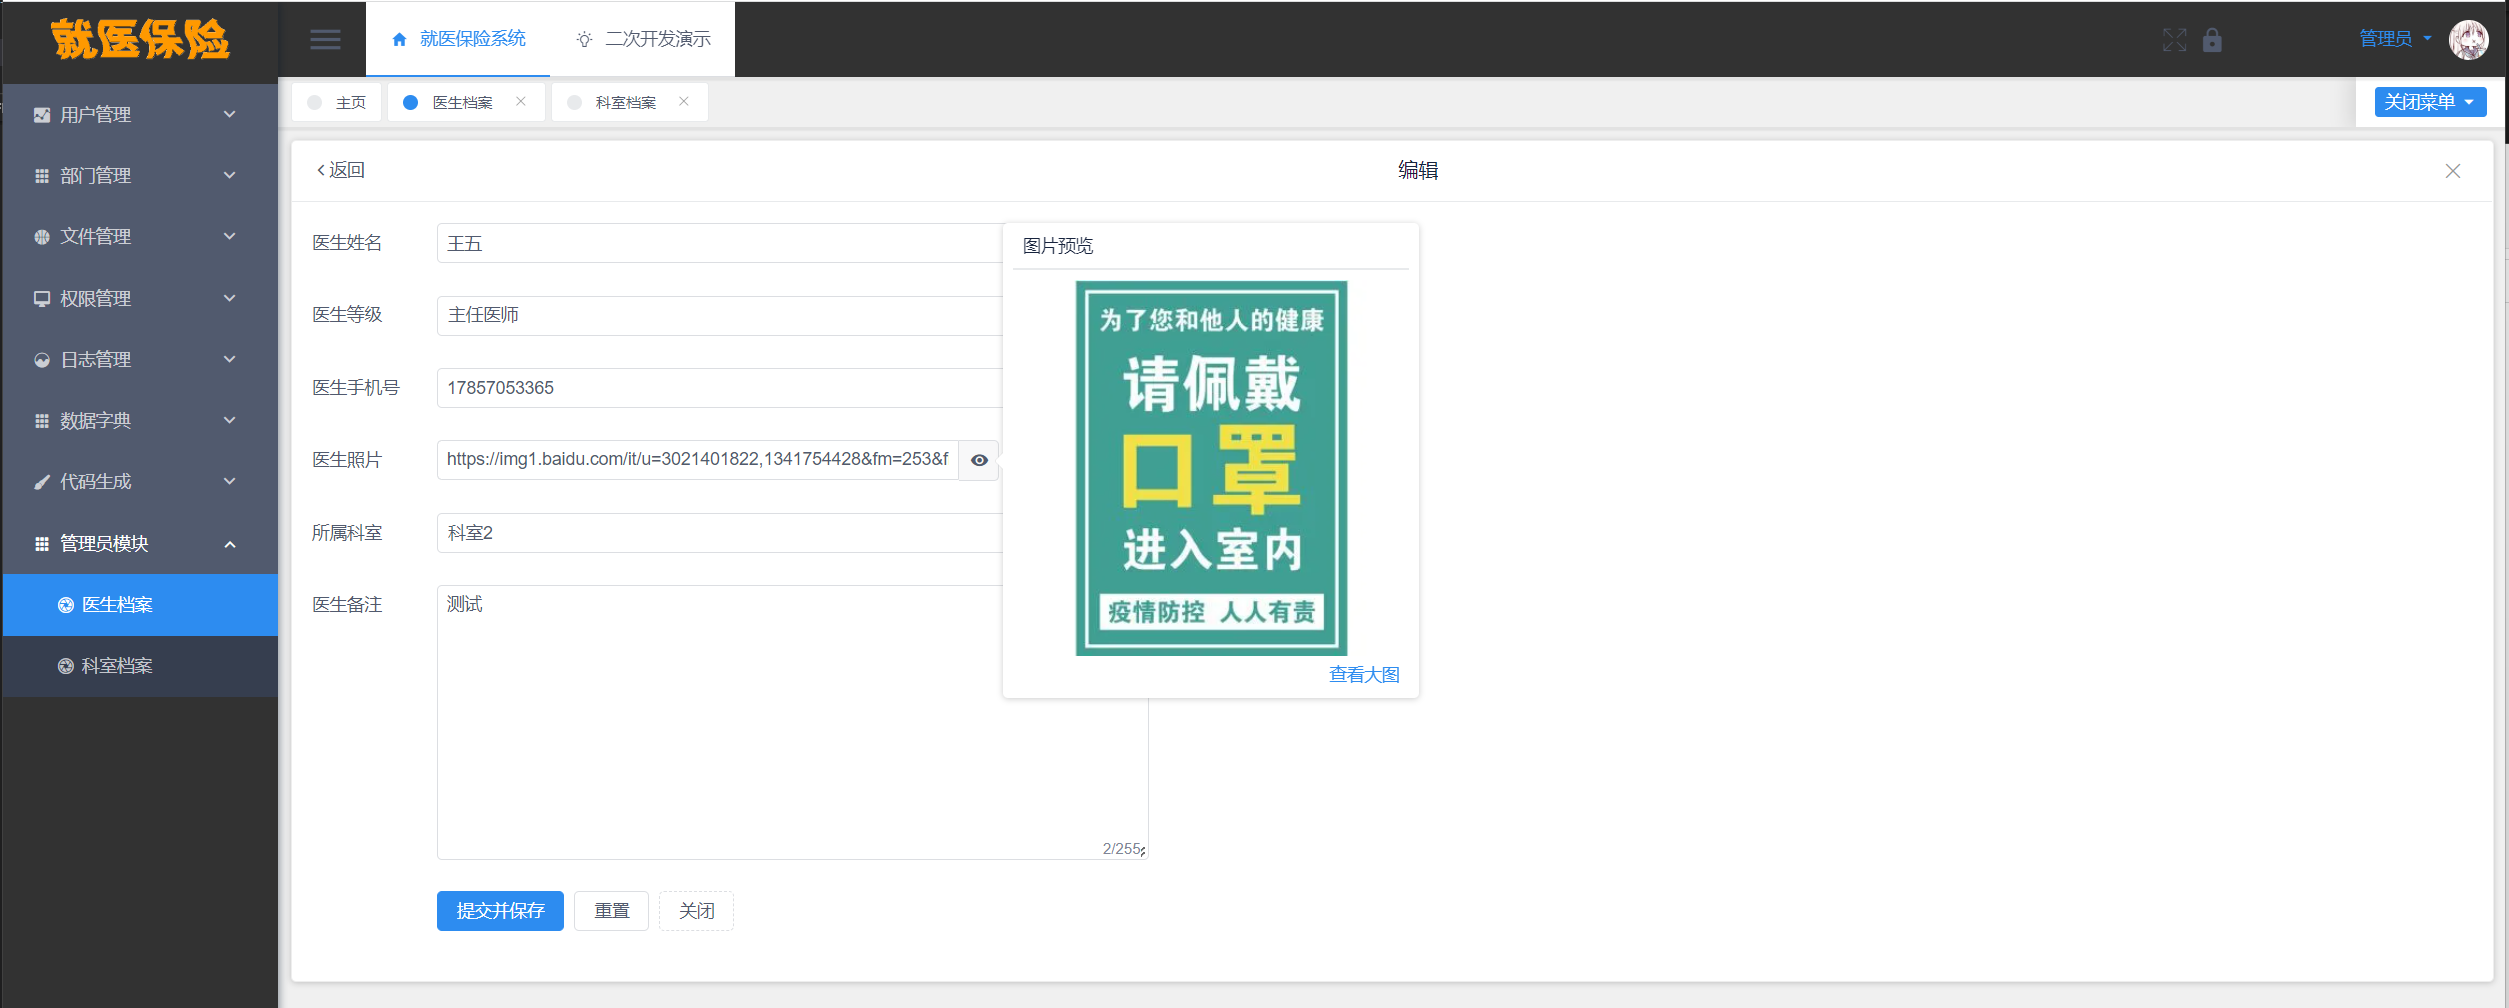 就医保险
就医保险系统
二次开发演示
管理员
用户管理
部门管理
文件管理
权限管理
日志管理
数据字典
代码生成
管理员模块
医生档案
科室档案
主页
医生档案
科室档案
关闭菜单
返回
编辑
医生姓名
王五
医生等级
主任医师
医生手机号
17857053365
医生照片
https://img1.baidu.com/it/u=3021401822,1341754428&fm=253&f
所属科室
科室2
医生备注
测试
2/255
图片预览
为了您和他人的健康
请佩戴
口罩
进入室内
疫情防控 人人有责
查看大图
提交并保存
重置
关闭